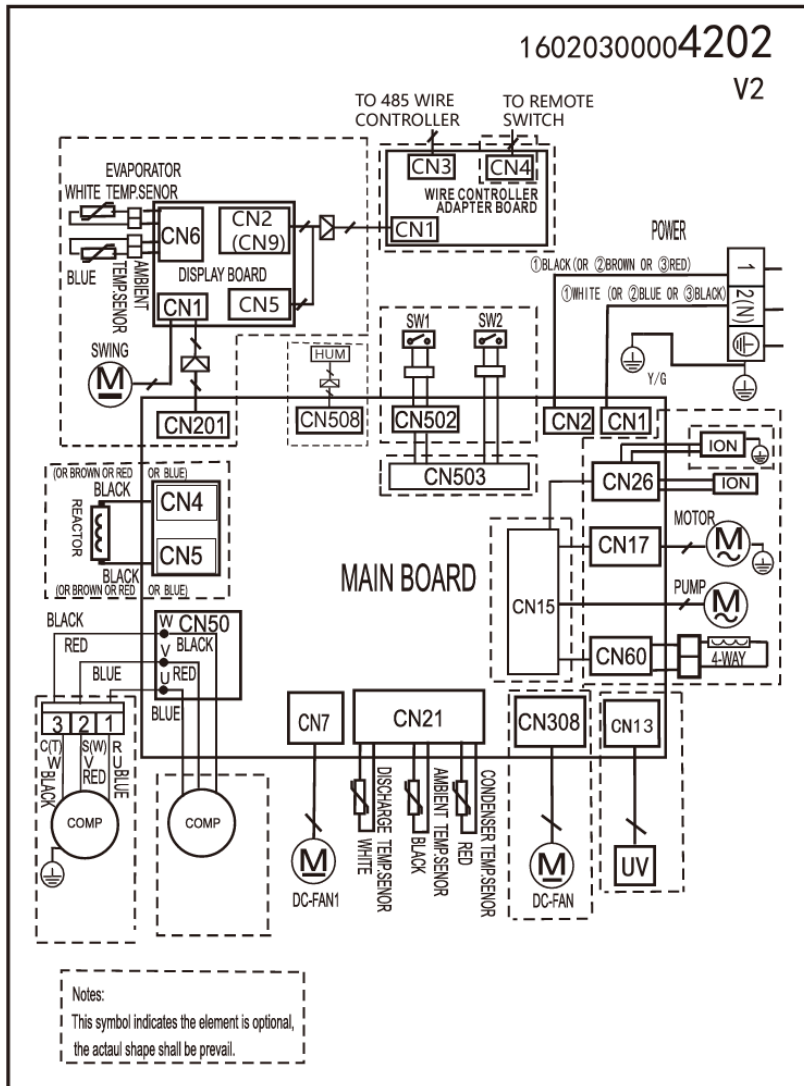 16020300004202
V2
TO 485 WIRE
CONTROLLER
TO REMOTE
SWITCH
EVAPORATOR
WHITE TEMP.SENOR
CN6
CN2
(CN9)
DISPLAY BOARD
BLUE
AMBIENT
TEMP.SENOR
CN1
CN5
SWING
M
CN3
CN4
WIRE CONTROLLER
ADAPTER BOARD
CN1
POWER
①BLACK(OR ②BROWN OR ③RED)
1
①WHITE (OR ②BLUE OR ③BLACK)
2(N)
Y/G
SW1
SW2
HUM
CN201
CN508
CN502
CN2
CN1
CN503
(OR BROWN OR RED OR BLUE)
BLACK
CN4
REACTOR
CN5
BLACK
(OR BROWN OR RED OR BLUE)
ION
CN26
ION
MOTOR
CN17
M
MAIN BOARD
CN15
PUMP
M
CN60
4-WAY
BLACK
W
CN50
RED
BLACK
V
BLUE
RED
U
BLUE
3 2 1
C(T) S(W) R
W V U
BLACK RED BLUE
COMP
COMP
CN7
CN21
CN308
CN13
DISCHARGE TEMP.SENOR
WHITE
AMBIENT TEMP.SENOR
BLACK
CONDENSER TEMP.SENOR
RED
M
DC-FAN1
M
DC-FAN
UV
Notes:
This symbol indicates the element is optional,
the actaul shape shall be prevail.